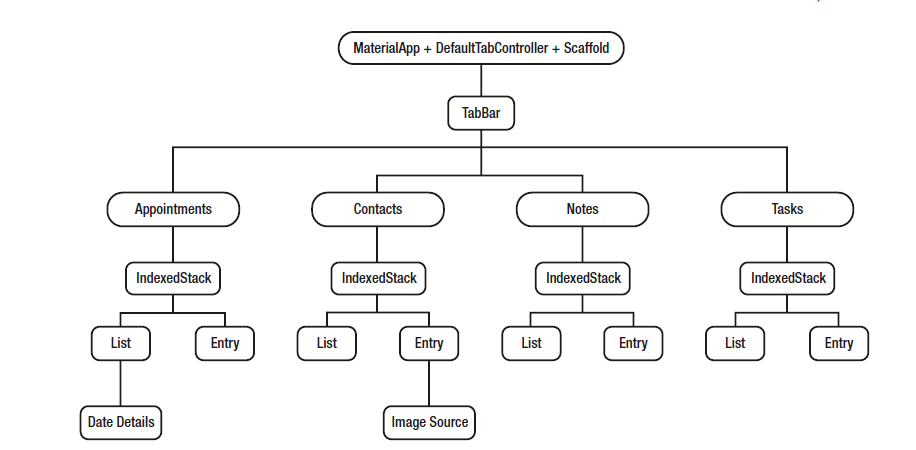 MaterialApp + DefaultTabController + Scaffold
TabBar
Appointments
Contacts
Notes
Tasks
IndexedStack
IndexedStack
IndexedStack
IndexedStack
List
Entry
List
Entry
List
Entry
List
Entry
Date Details
Image Source